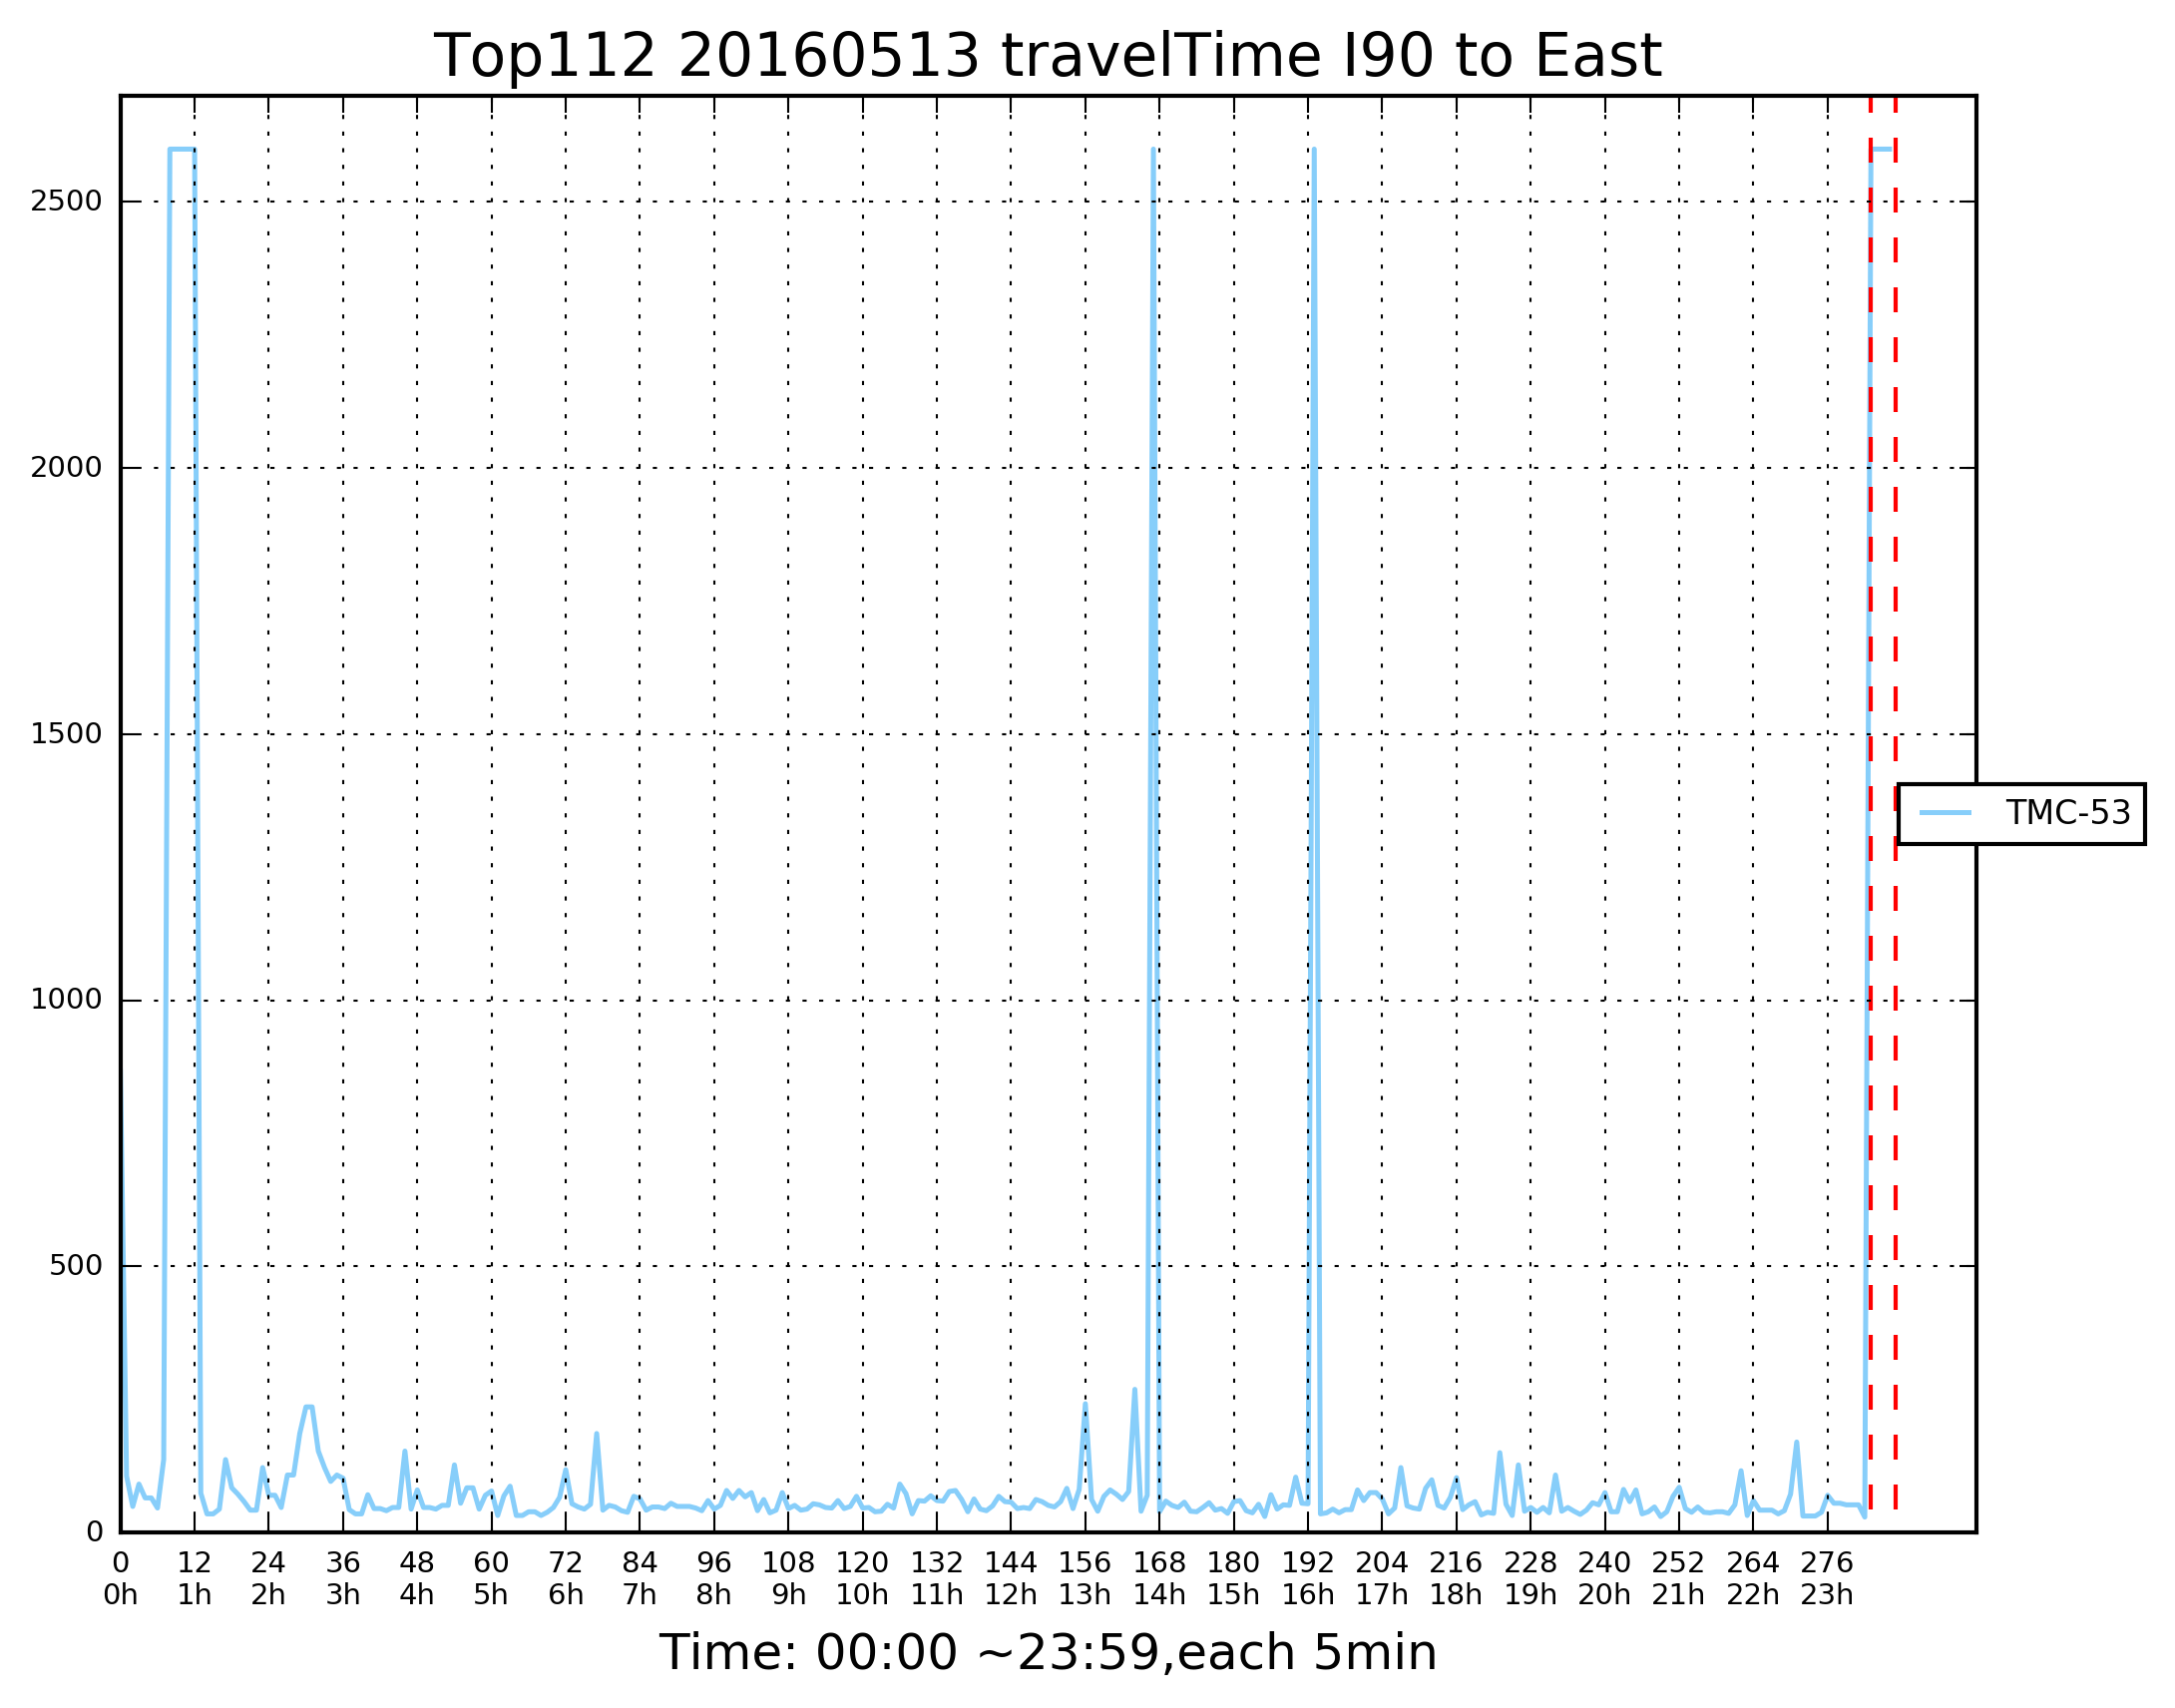 Top112 20160513 travelTime I90 to East
2500
2000
1500
1000
500
0
TMC-53
0 12 24 36 48 60 72 84 96 108 120 132 144 156 168 180 192 204 216 228 240 252 264 276
0h 1h 2h 3h 4h 5h 6h 7h 8h 9h 10h 11h 12h 13h 14h 15h 16h 17h 18h 19h 20h 21h 22h 23h
Time: 00:00 ~23:59,each 5min